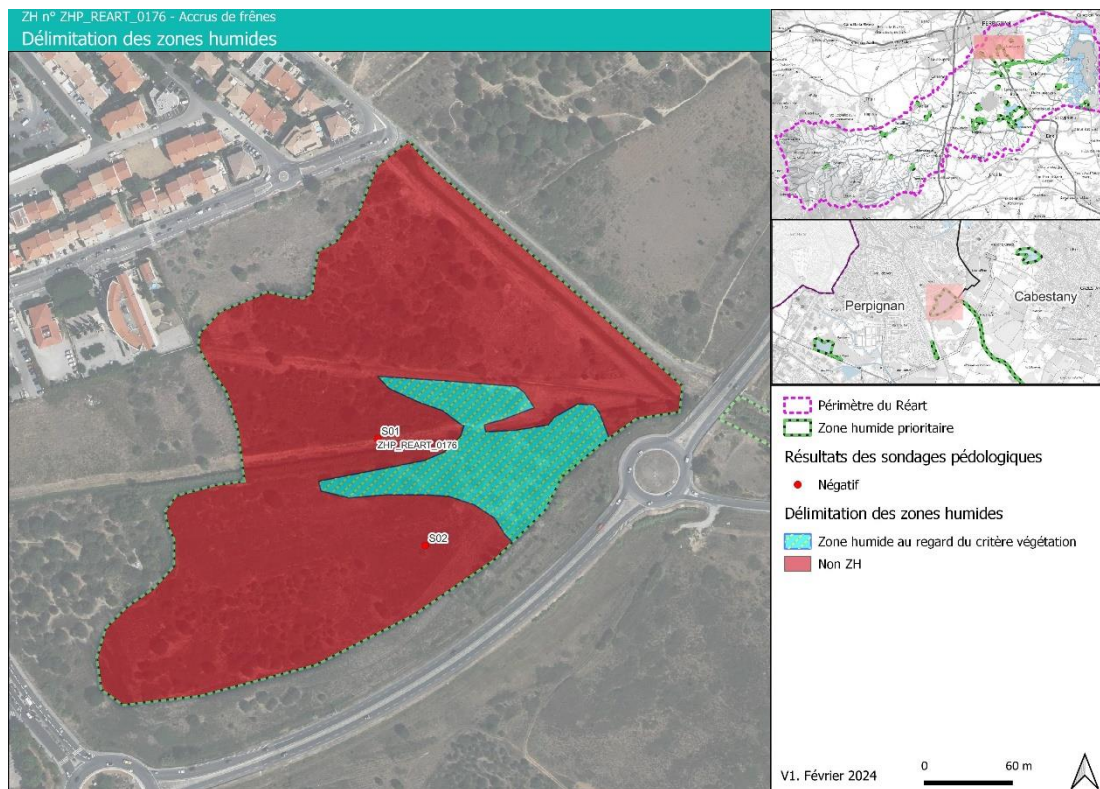 ZH n° ZHP_REART_0176 - Accrus de frênes
Délimitation des zones humides
S01
ZHP_REART_0176
S02
PERPIGNAN
Perpignan
Cabestany
Périmètre du Réart
Zone humide prioritaire
Résultats des sondages pédologiques
Négatif
Délimitation des zones humides
Zone humide au regard du critère végétation
Non ZH
V1. Février 2024
0 60 m